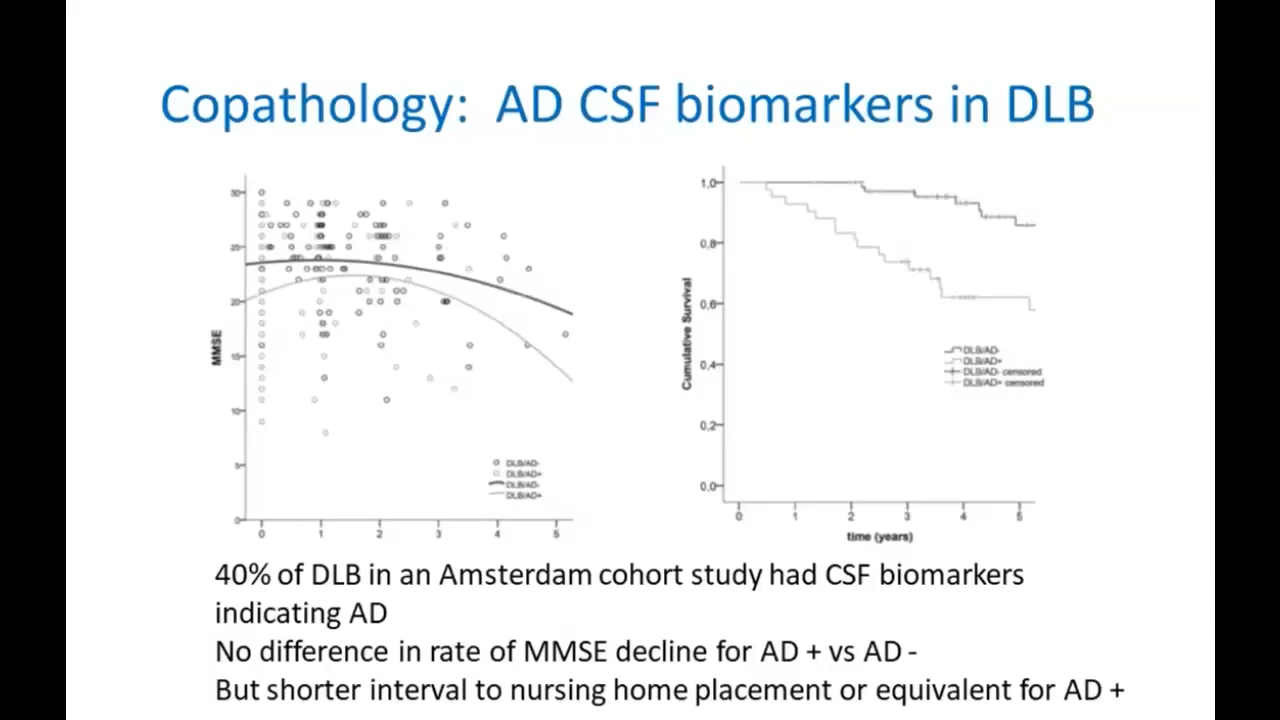 Copathology: AD CSF biomarkers in DLB
MMSE
30
25
20
15
10
5
0
0 1 2 3 4 5
DLB/AD-
DLB/AD+
DLB/AD-
DLB/AD+
Cumulative Survival
1,0
0,8
0,6
0,4
0,2
0,0
0 1 2 3 4 5
time (years)
DLB/AD-
DLB/AD+
DLB/AD- censored
DLB/AD+ censored
40% of DLB in an Amsterdam cohort study had CSF biomarkers
indicating AD
No difference in rate of MMSE decline for AD + vs AD -
But shorter interval to nursing home placement or equivalent for AD +